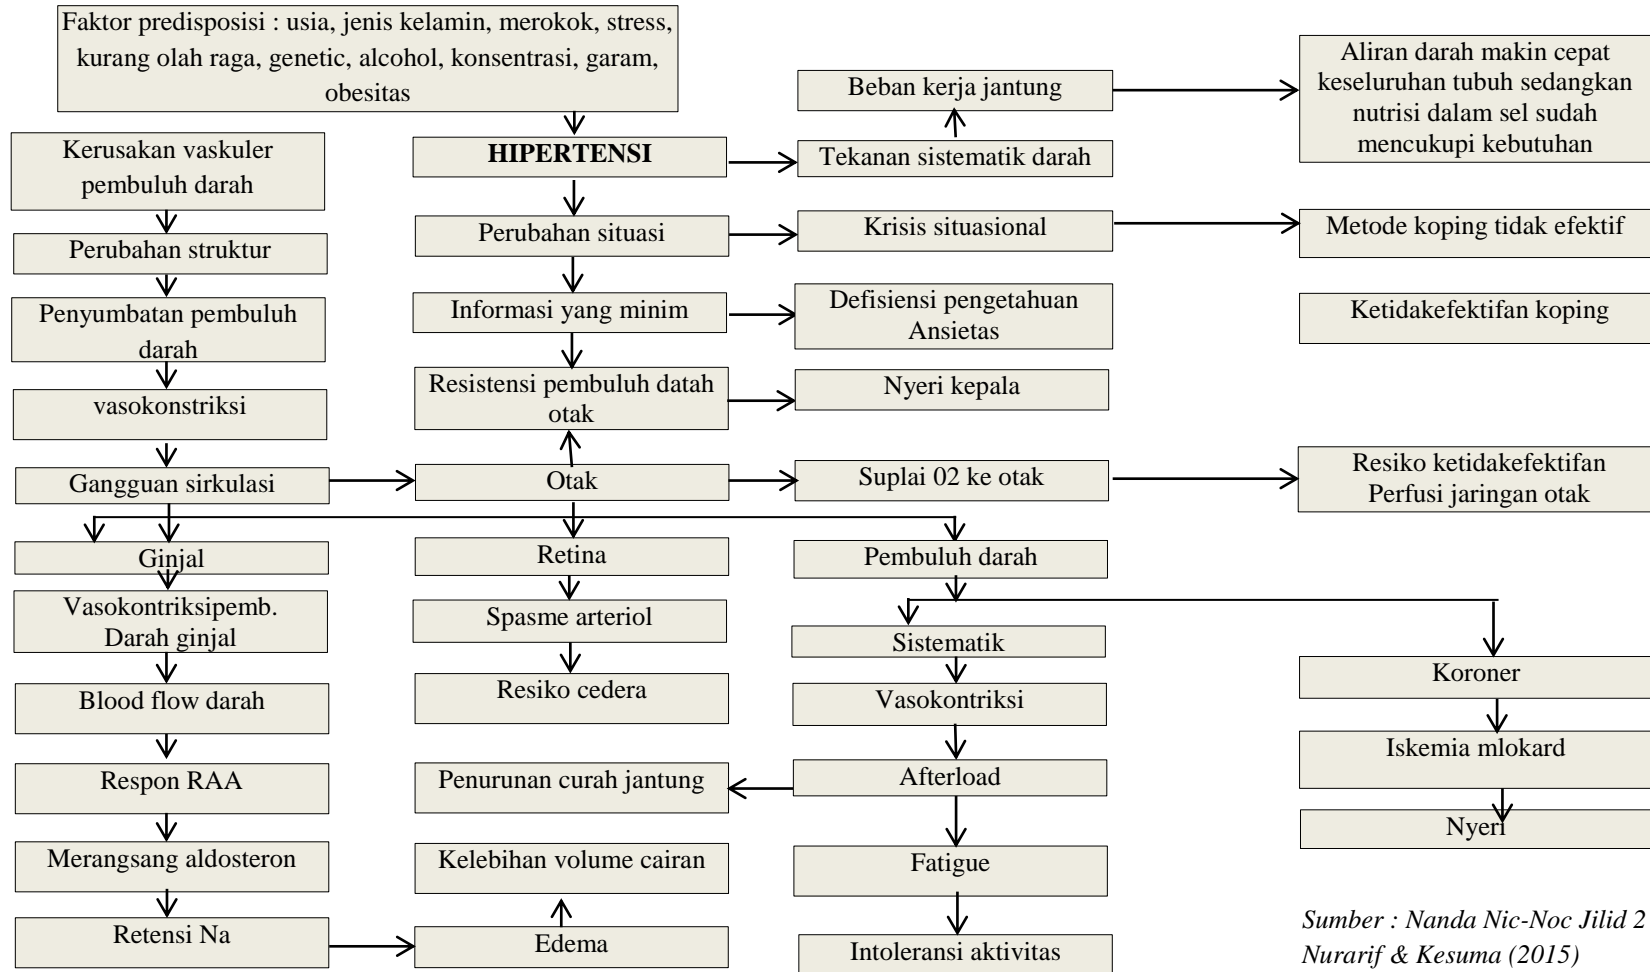 Faktor predisposisi : usia, jenis kelamin, merokok, stress,
kurang olah raga, genetic, alcohol, konsentrasi, garam,
obesitas
Beban kerja jantung
Aliran darah makin cepat
keseluruhan tubuh sedangkan
nutrisi dalam sel sudah
mencukupi kebutuhan
Kerusakan vaskuler
pembuluh darah
HIPERTENSI
Tekanan sistematik darah
Perubahan struktur
Perubahan situasi
Krisis situasional
Metode koping tidak efektif
Penyumbatan pembuluh
darah
Informasi yang minim
Defisiensi pengetahuan
Ansietas
Ketidakefektifan koping
vasokonstriksi
Resistensi pembuluh datah
otak
Nyeri kepala
Gangguan sirkulasi
Otak
Suplai 02 ke otak
Resiko ketidakefektifan
Perfusi jaringan otak
Ginjal
Retina
Pembuluh darah
Vasokontriksipemb.
Darah ginjal
Spasme arteriol
Sistematik
Koroner
Blood flow darah
Resiko cedera
Vasokontriksi
Iskemia mlokard
Respon RAA
Penurunan curah jantung
Afterload
Nyeri
Merangsang aldosteron
Kelebihan volume cairan
Fatigue
Retensi Na
Edema
Intoleransi aktivitas
Sumber : Nanda Nic-Noc Jilid 2
Nurarif & Kesuma (2015)